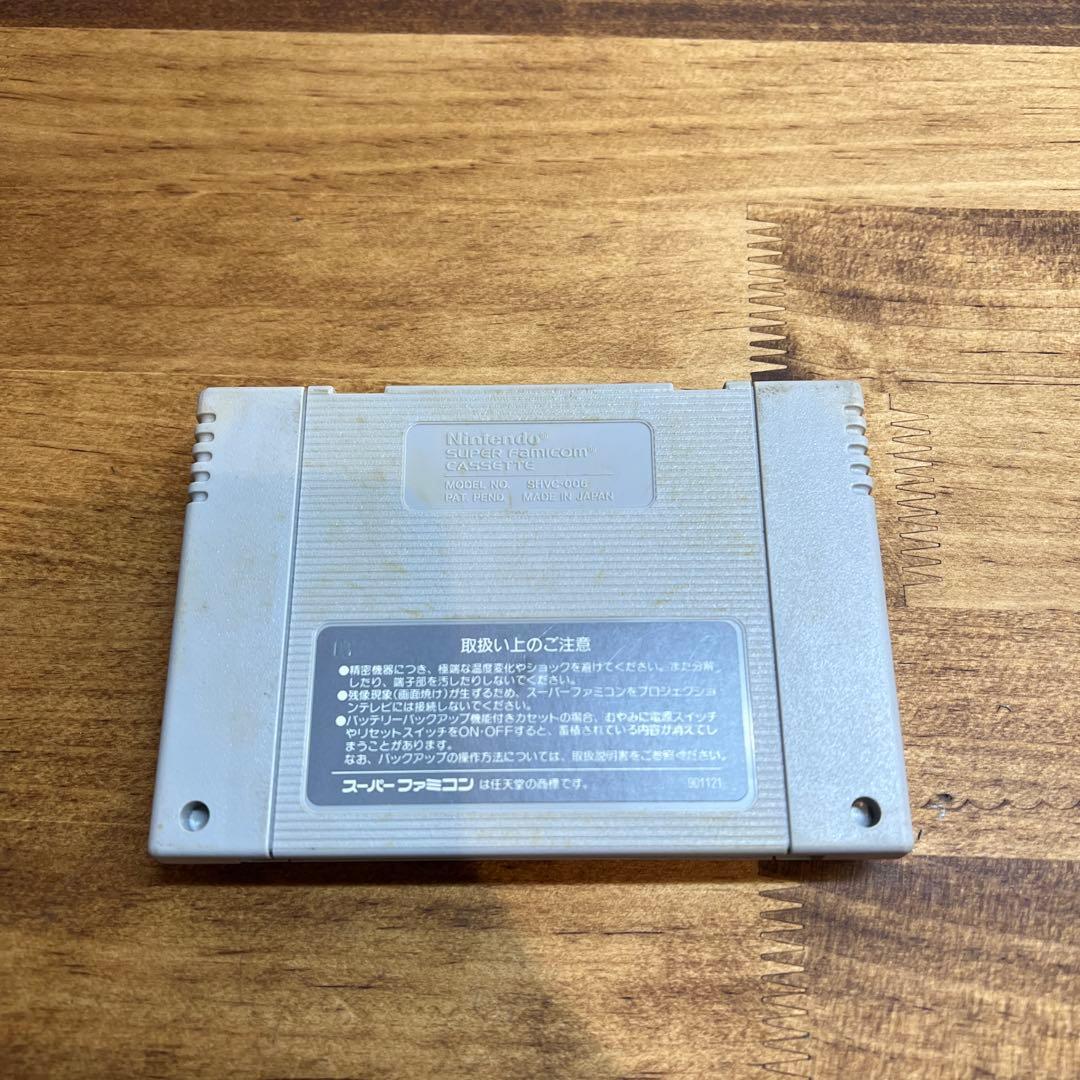 Nintendo®
SUPER Famicom®
CASSETTE
MODEL NO. SHVC-006
PAT. PEND. MADE IN JAPAN
取扱い上のご注意
●精密機器につき、極端な温度変化やショックを避けてください。また分解
したり、端子部を汚したりしないでください。
●残像現象(画面焼け)が生ずるため、スーパーファミコンをプロジェクショ
ンテレビには接続しないでください。
●バッテリーバックアップ機能付きカセットの場合、むやみに電源スイッチ
やリセットスイッチをON・OFFすると、蓄積されている内容が消えてし
まうことがあります。
なお、バックアップの操作方法については、取扱説明書をご参照ください。
スーパーファミコン は任天堂の商標です。 901121